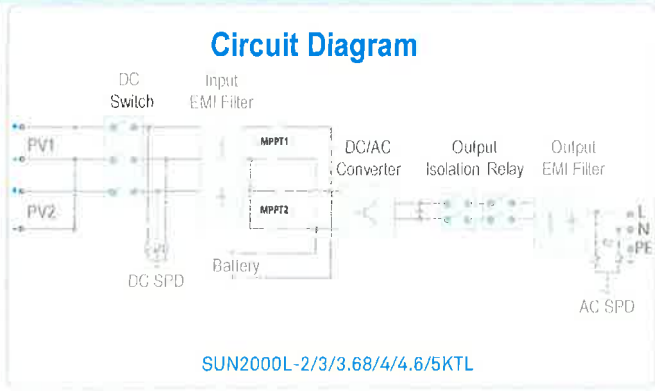 Circuit Diagram
DC
Switch
Input
EMI Filter
PV1
PV2
MPPT1
MPPT2
DC/AC
Converter
Output
Isolation Relay
Output
EMI Filter
L
N
PE
Battery
DC SPD
AC SPD
SUN2000L-2/3/3.68/4/4.6/5KTL